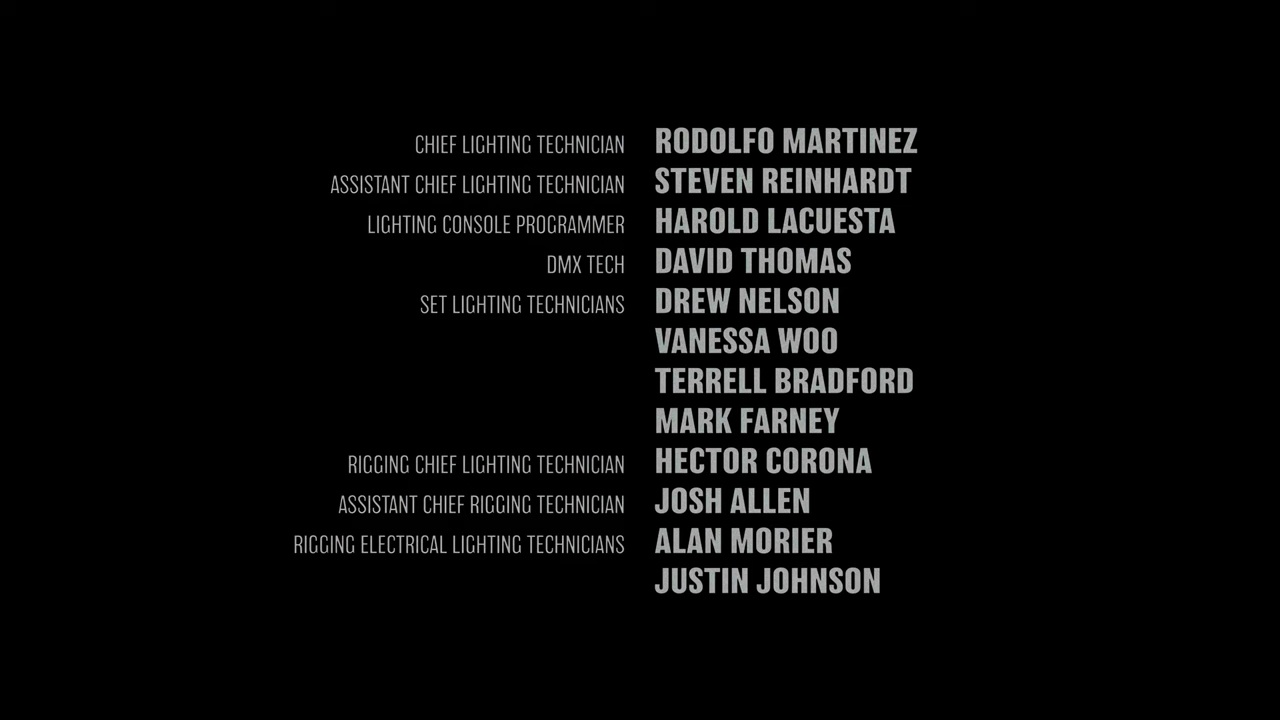 CHIEF LIGHTING TECHNICIAN RODOLFO MARTINEZ
ASSISTANT CHIEF LIGHTING TECHNICIAN STEVEN REINHARDT
LIGHTING CONSOLE PROGRAMMER HAROLD LACUESTA
DMX TECH DAVID THOMAS
SET LIGHTING TECHNICIANS DREW NELSON
VANESSA WOO
TERRELL BRADFORD
MARK FARNEY
RIGGING CHIEF LIGHTING TECHNICIAN HECTOR CORONA
ASSISTANT CHIEF RIGGING TECHNICIAN JOSH ALLEN
RIGGING ELECTRICAL LIGHTING TECHNICIANS ALAN MORIER
JUSTIN JOHNSON